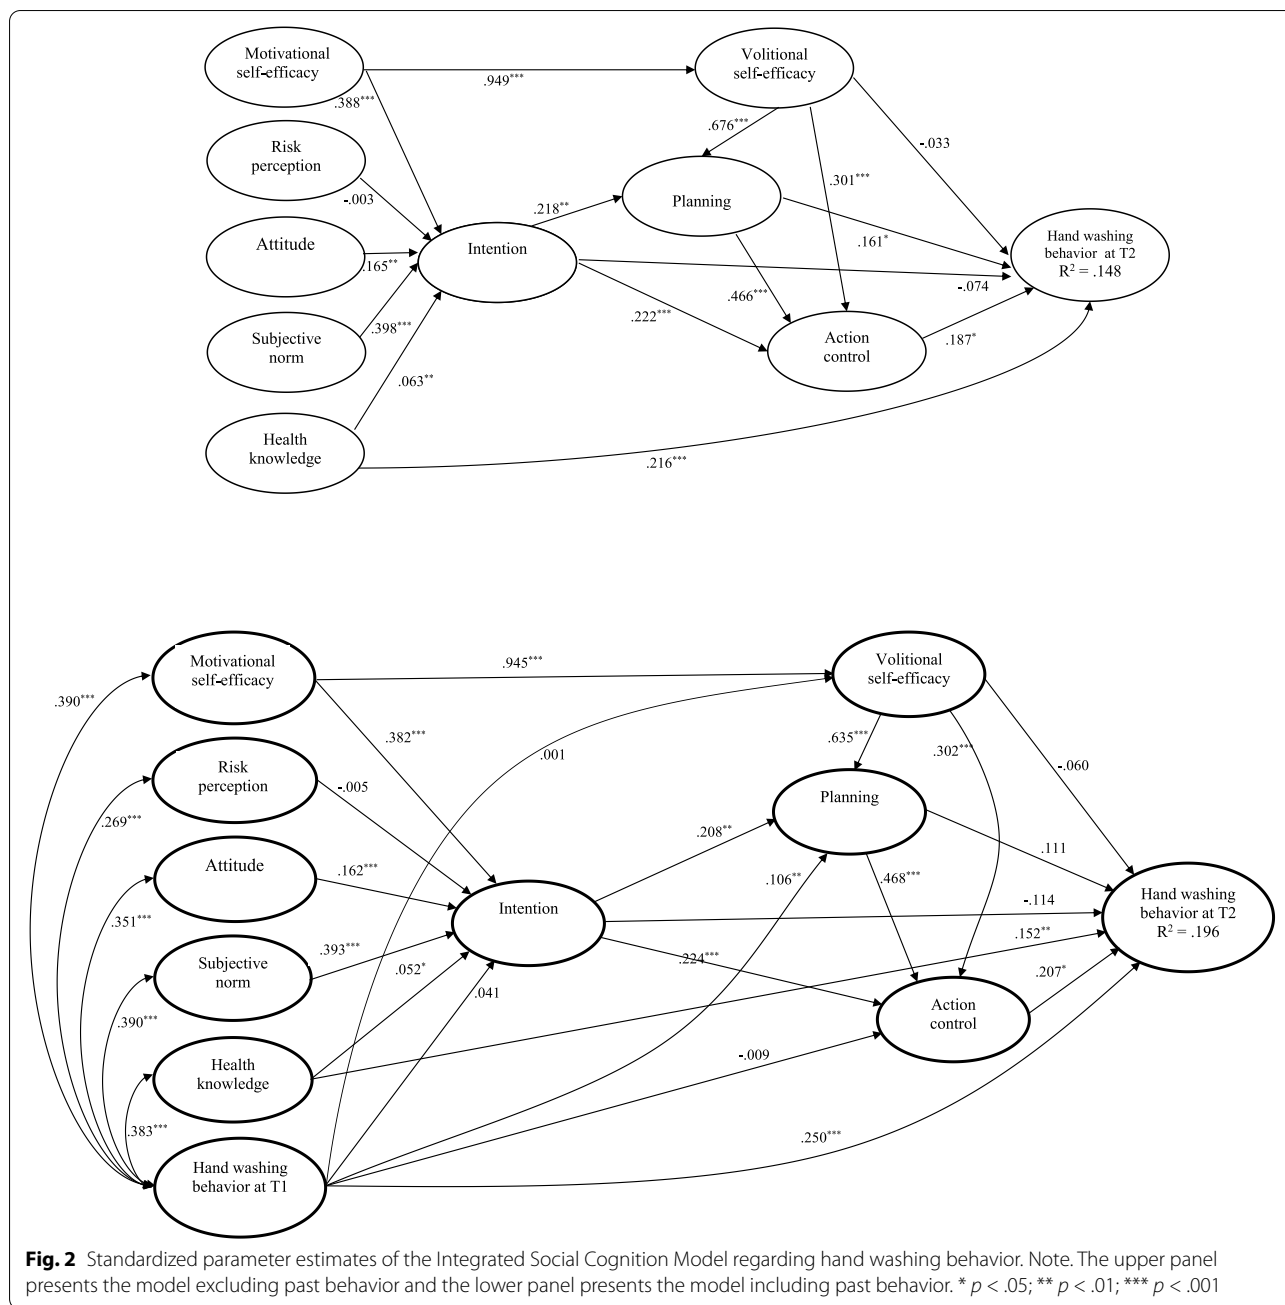 Motivational
self-efficacy
Volitional
self-efficacy
.949***
.388***
.676***
-.033
Risk
perception
-.003
.301***
Planning
.218**
Attitude
.165**
Intention
.161*
Hand washing
behavior at T2
R² = .148
-.074
.466***
.222***
Subjective
norm
.398***
Action
control
.187*
.063**
Health
knowledge
.216***
Motivational
self-efficacy
Volitional
self-efficacy
.945***
.390***
.382***
.001
.635***
.302***
-.060
Risk
perception
-.005
Planning
.269***
.208**
.111
Attitude
.162***
.106**
.468***
Intention
-.114
Hand washing
behavior at T2
R² = .196
.351***
.393***
.152**
Subjective
norm
.052*
.224***
.207*
.041
Action
control
.390***
Health
knowledge
-.009
.383***
.250***
Hand washing
behavior at T1
Fig. 2 Standardized parameter estimates of the Integrated Social Cognition Model regarding hand washing behavior. Note. The upper panel
presents the model excluding past behavior and the lower panel presents the model including past behavior. * p < .05; ** p < .01; *** p < .001